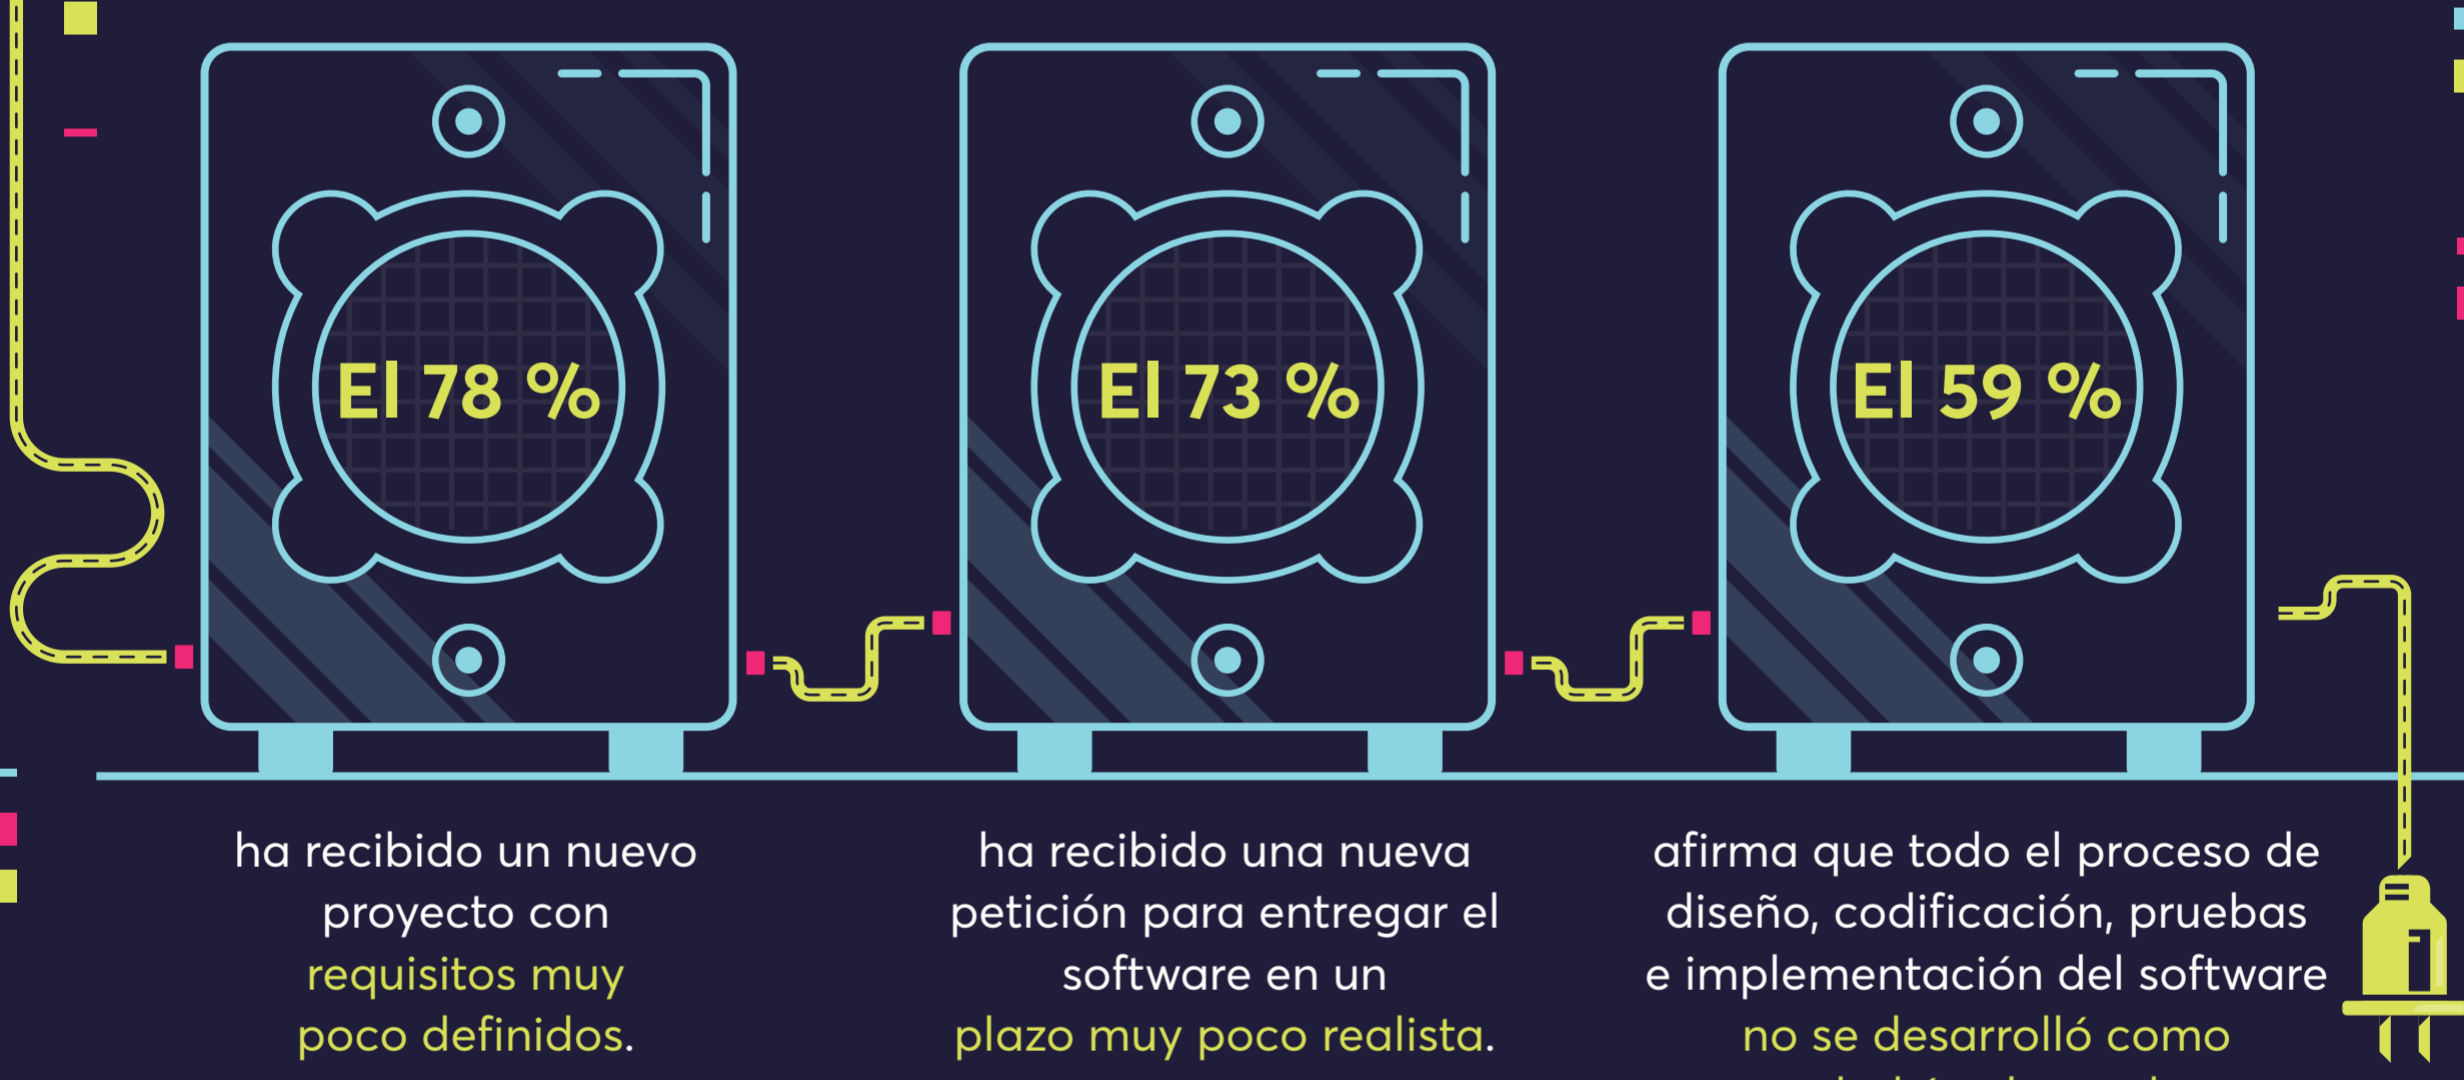 El 78 %
ha recibido un nuevo
proyecto con
requisitos muy
poco definidos.
El 73 %
ha recibido una nueva
petición para entregar el
software en un
plazo muy poco realista.
El 59 %
afirma que todo el proceso de
diseño, codificación, pruebas
e implementación del software
no se desarrolló como